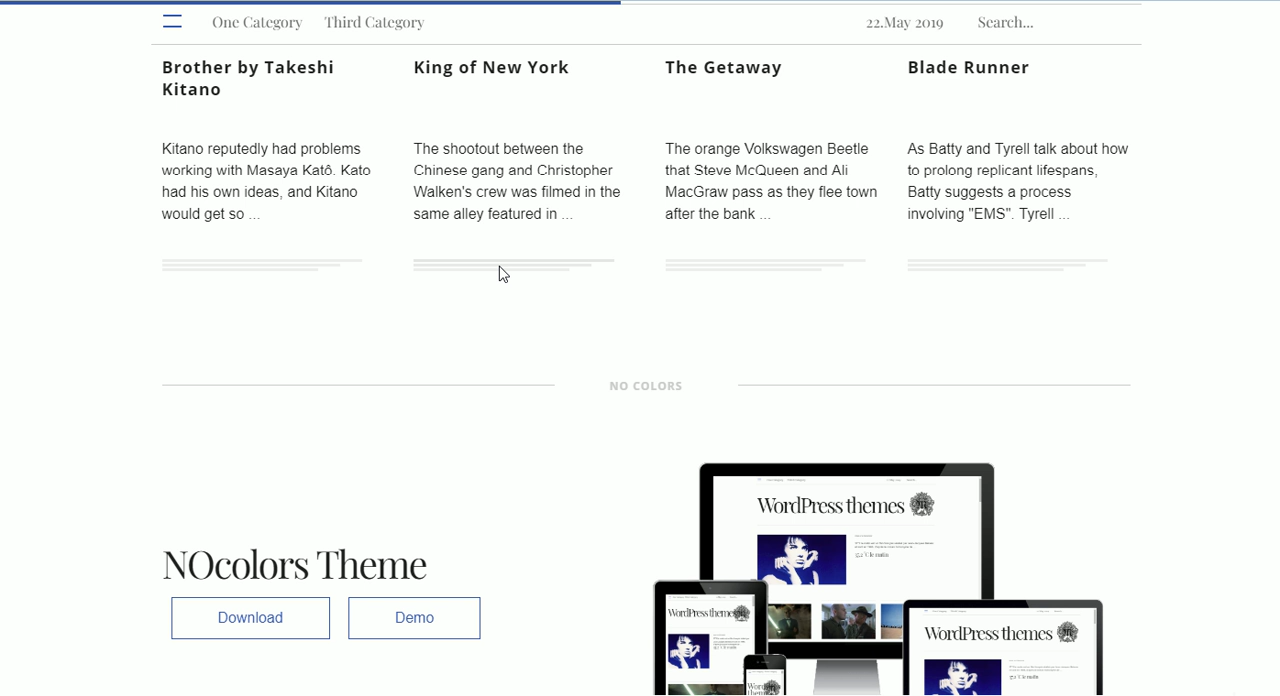 One Category Third Category 22.May 2019 Search...
Brother by Takeshi
Kitano
King of New York
The Getaway
Blade Runner
Kitano reputedly had problems
working with Masaya Katô. Kato
had his own ideas, and Kitano
would get so ...
The shootout between the
Chinese gang and Christopher
Walken's crew was filmed in the
same alley featured in ...
The orange Volkswagen Beetle
that Steve McQueen and Ali
MacGraw pass as they flee town
after the bank ...
As Batty and Tyrell talk about how
to prolong replicant lifespans,
Batty suggests a process
involving "EMS". Tyrell ...
NO COLORS
NOcolors Theme
Download
Demo
WordPress themes
37,2°C le matin
WordPress themes
WordPress themes